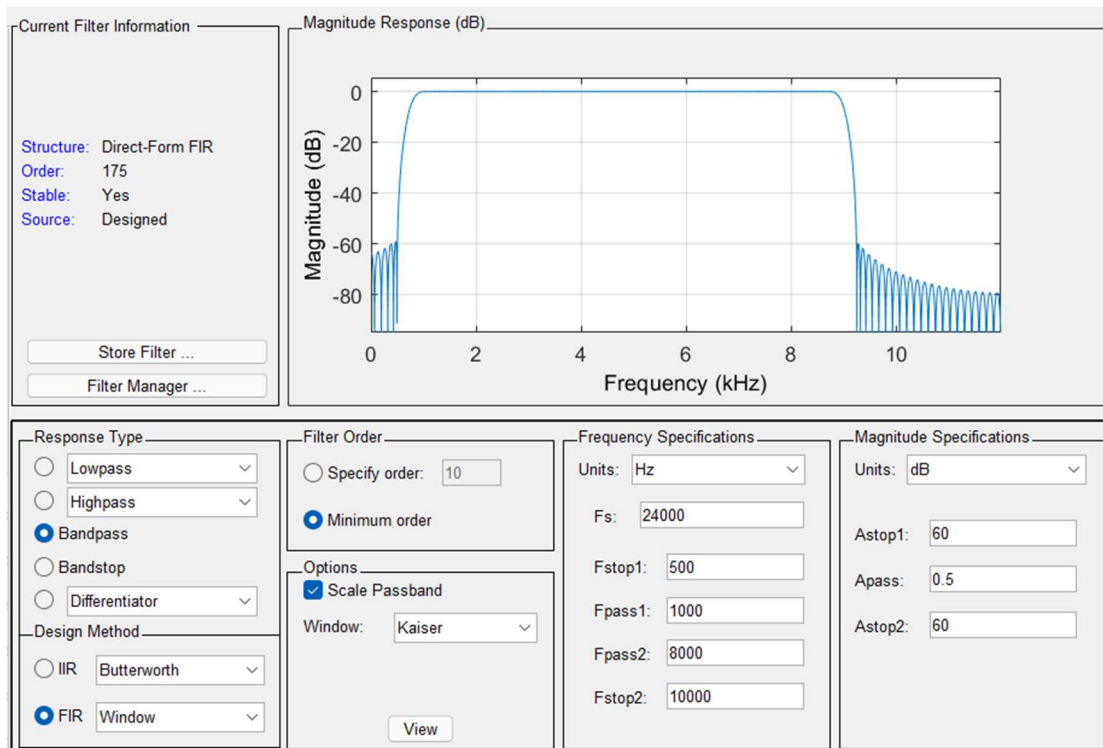 Current Filter Information
Structure: Direct-Form FIR
Order: 175
Stable: Yes
Source: Designed
Store Filter ...
Filter Manager ...
Magnitude Response (dB)
Magnitude (dB)
0
-20
-40
-60
-80
0 2 4 6 8 10
Frequency (kHz)
Response Type
Lowpass
Highpass
Bandpass
Bandstop
Differentiator
Design Method
IIR Butterworth
FIR Window
Filter Order
Specify order: 10
Minimum order
Options
Scale Passband
Window: Kaiser
View
Frequency Specifications
Units: Hz
Fs: 24000
Fstop1: 500
Fpass1: 1000
Fpass2: 8000
Fstop2: 10000
Magnitude Specifications
Units: dB
Astop1: 60
Apass: 0.5
Astop2: 60